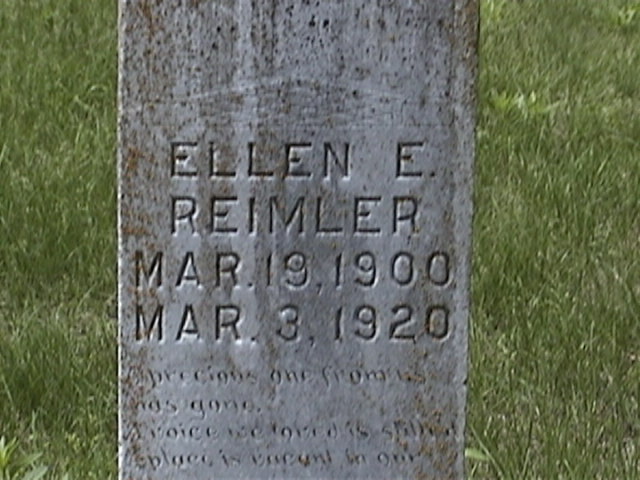 ELLEN E.
REIMLER
MAR. 19, 1900
MAR. 3, 1920
A precious one from us
has gone.
A voice we loved is stilled
place is vacant in our